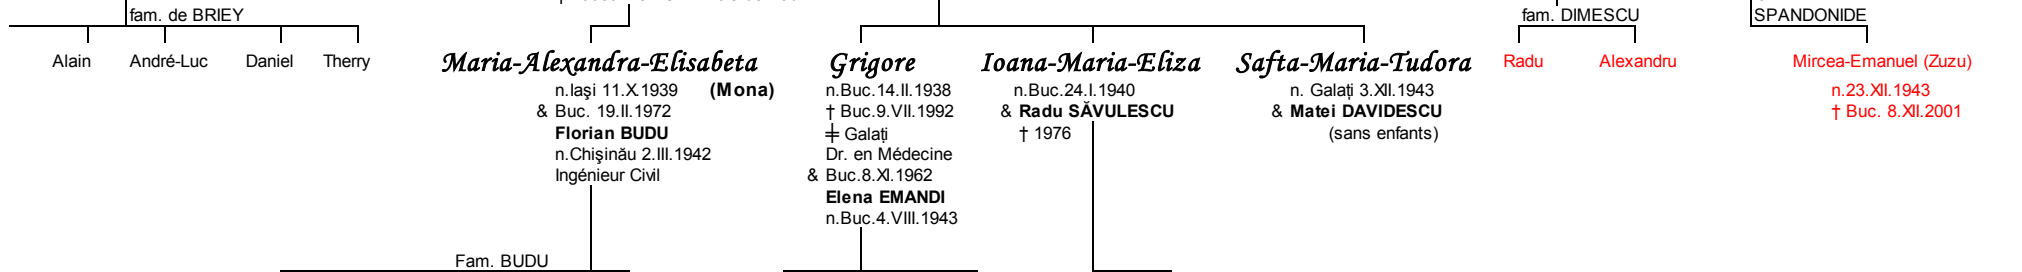 fam. de BRIEY
Alain
André-Luc
Daniel
Therry
Maria-Alexandra-Elisabeta
n.Iaşi 11.X.1939 (Mona)
& Buc. 19.II.1972
Florian BUDU
n.Chişinău 2.III.1942
Ingénieur Civil
Fam. BUDU
Grigore
n.Buc.14.II.1938
† Buc.9.VII.1992
╪ Galaţi
Dr. en Médecine
& Buc.8.XI.1962
Elena EMANDI
n.Buc.4.VIII.1943
Ioana-Maria-Eliza
n.Buc.24.I.1940
& Radu SĂVULESCU
† 1976
Safta-Maria-Tudora
n. Galaţi 3.XII.1943
& Matei DAVIDESCU
(sans enfants)
fam. DIMESCU
Radu
Alexandru
SPANDONIDE
Mircea-Emanuel (Zuzu)
n.23.XII.1943
† Buc. 8.XII.2001